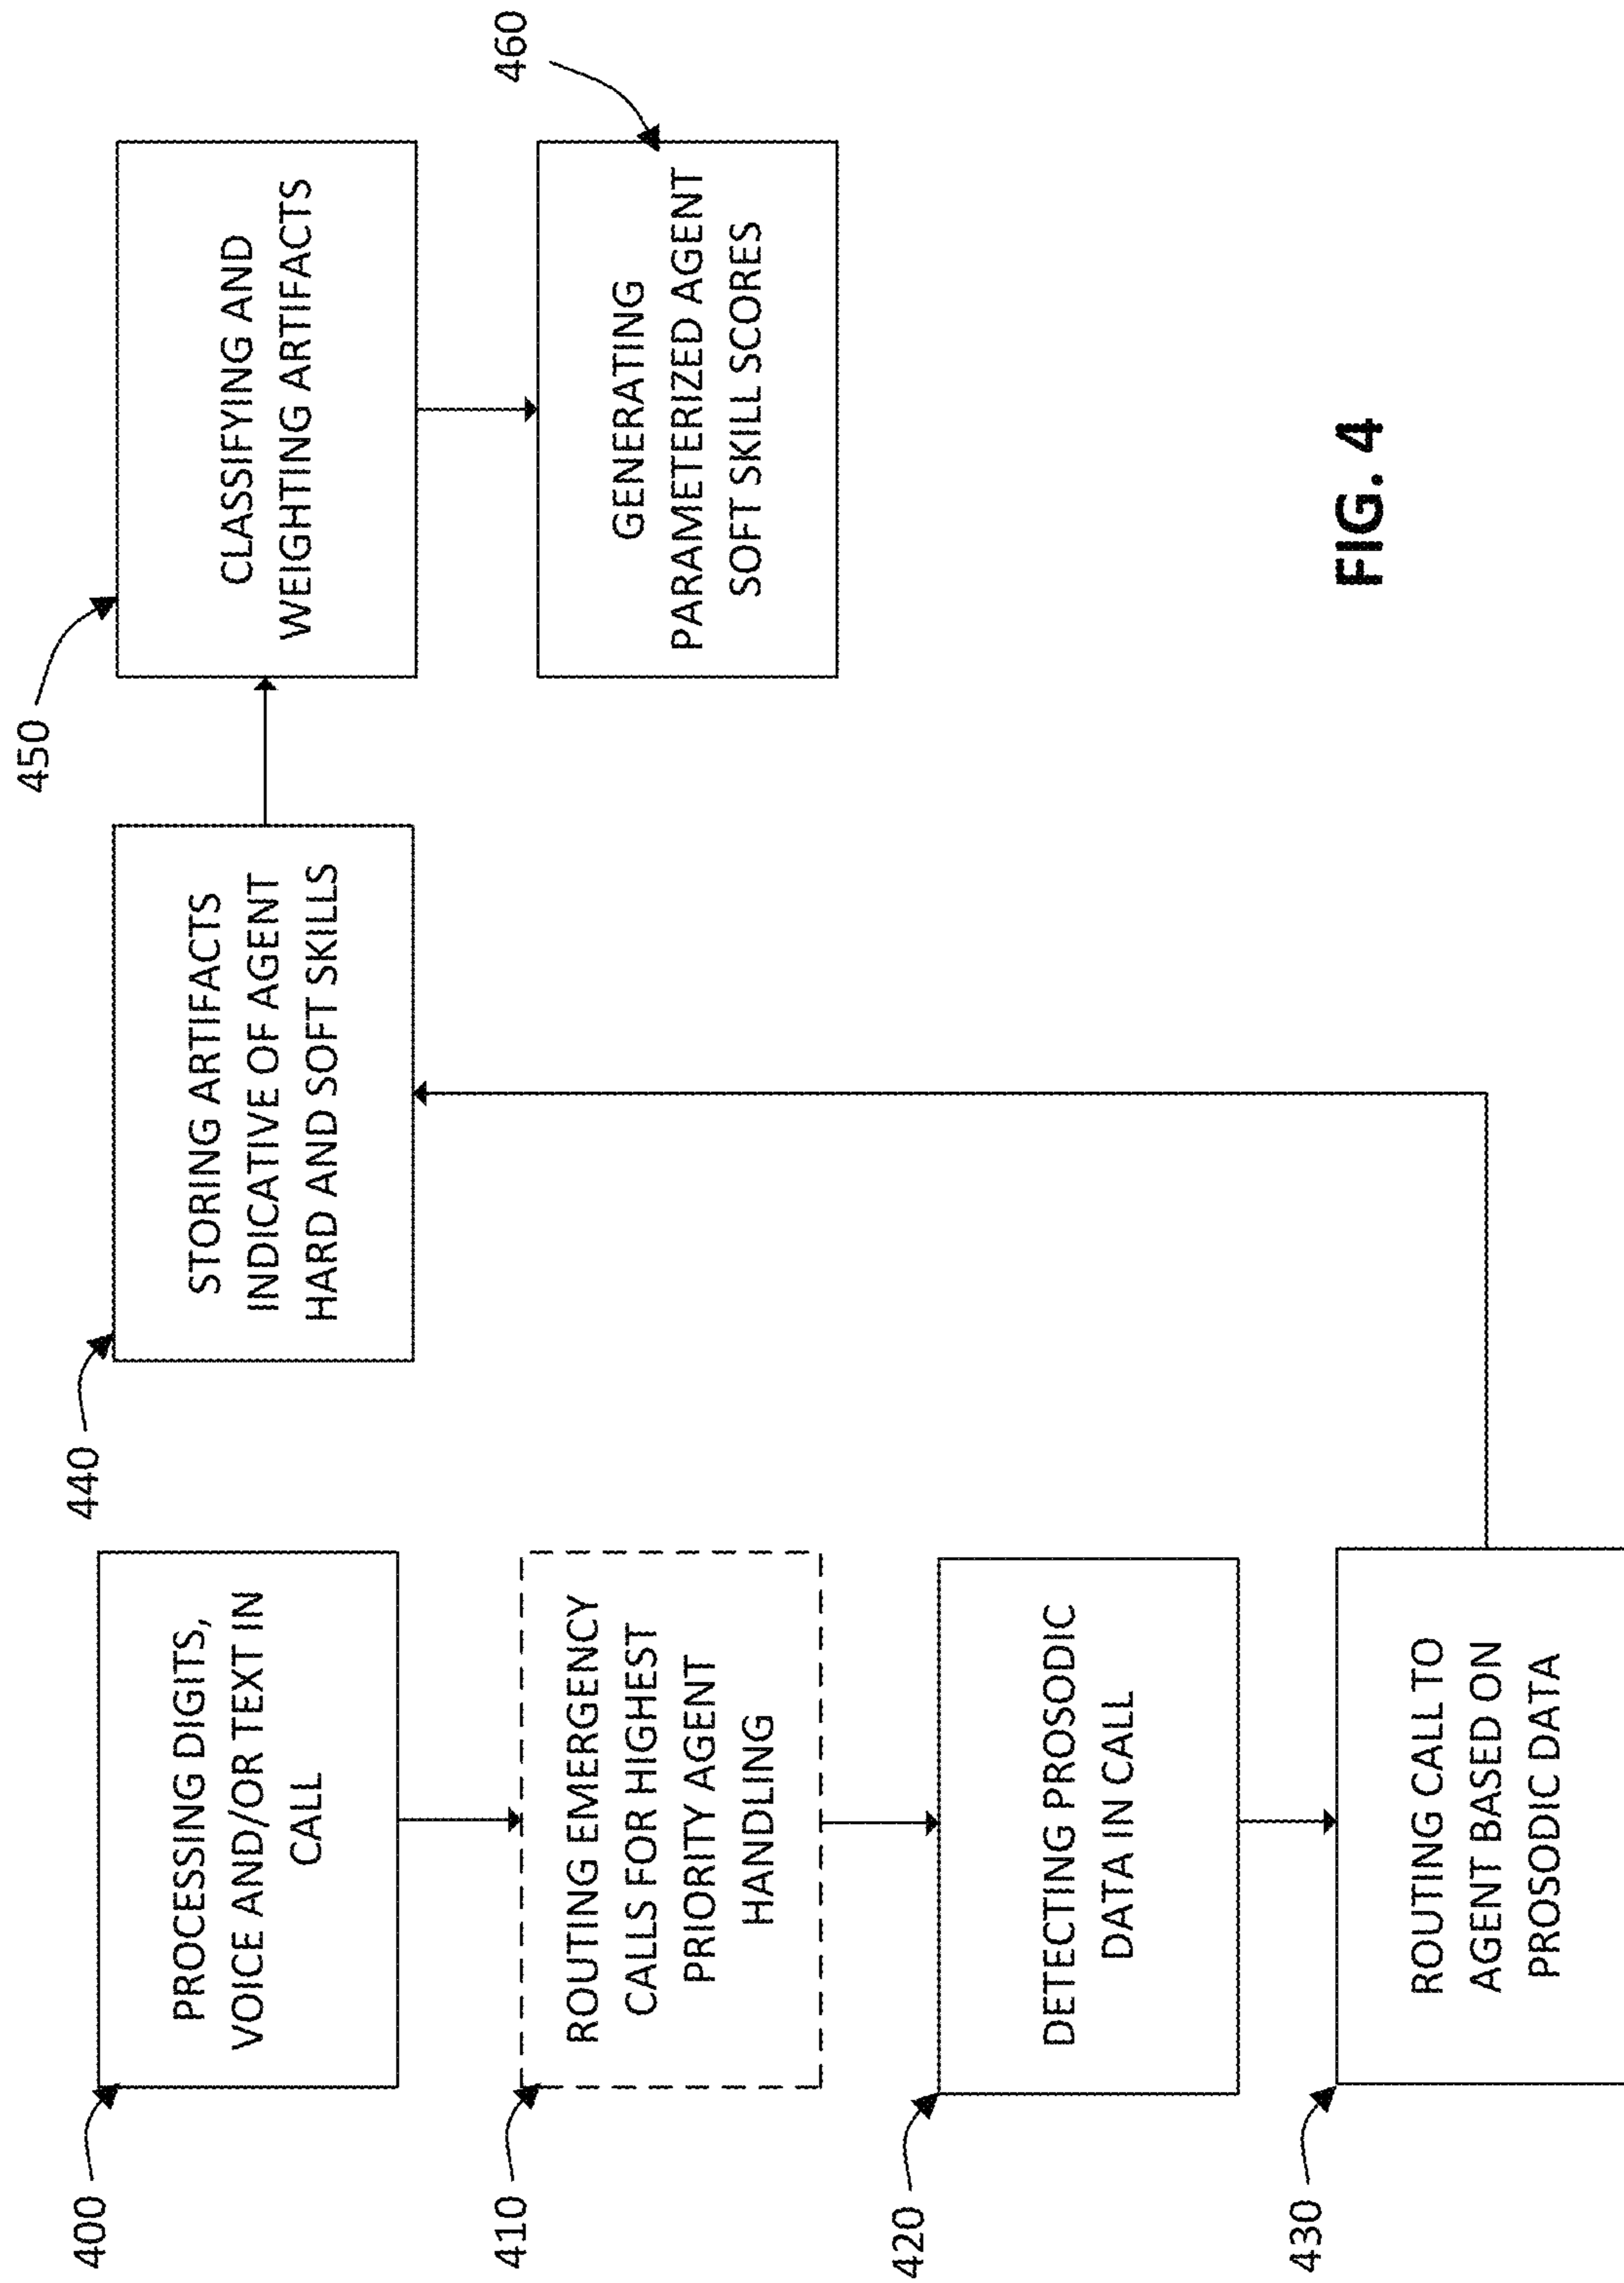 400
PROCESSING DIGITS,
VOICE AND/OR TEXT IN
CALL
410
ROUTING EMERGENCY
CALLS FOR HIGHEST
PRIORITY AGENT
HANDLING
420
DETECTING PROSODIC
DATA IN CALL
430
ROUTING CALL TO
AGENT BASED ON
PROSODIC DATA
440
STORING ARTIFACTS
INDICATIVE OF AGENT
HARD AND SOFT SKILLS
450
CLASSIFYING AND
WEIGHTING ARTIFACTS
460
GENERATING
PARAMETERIZED AGENT
SOFT SKILL SCORES
FIG. 4